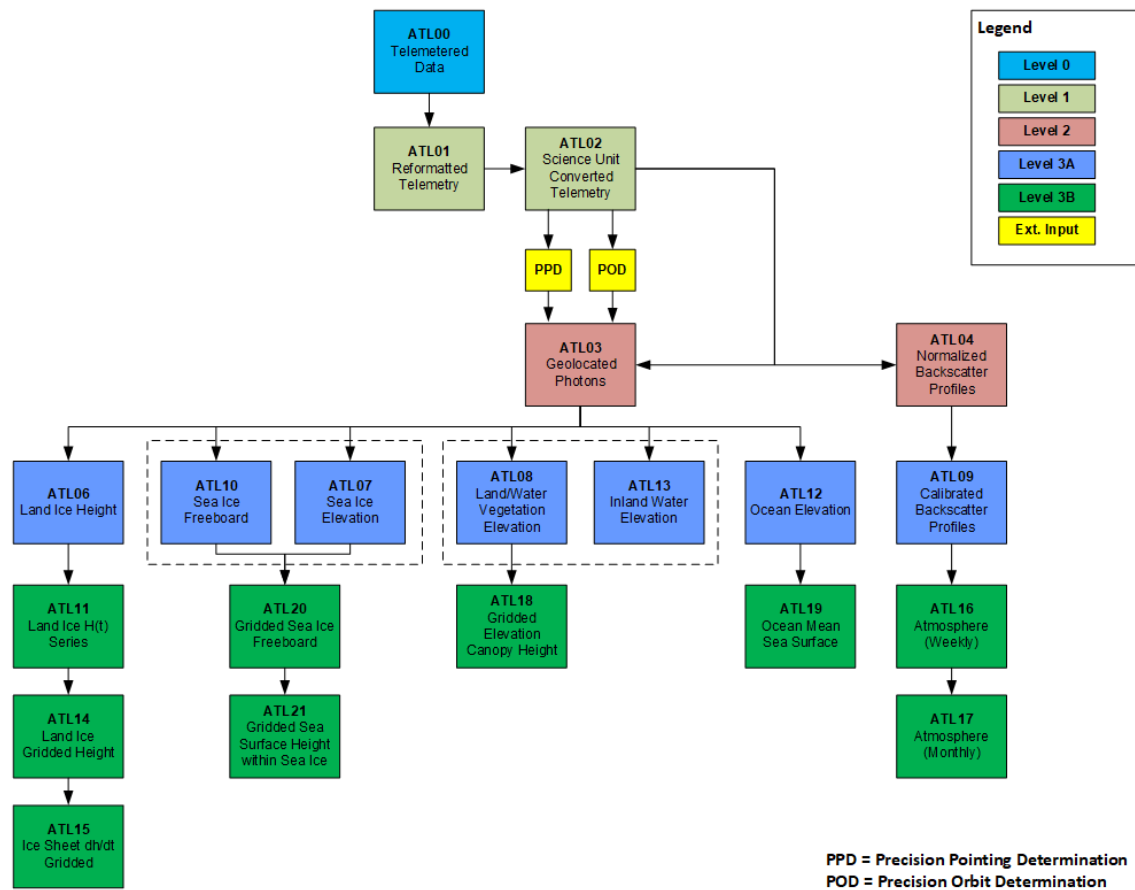 ATL00
Telemetered
Data
Legend
Level 0
Level 1
Level 2
Level 3A
Level 3B
Ext. Input
ATL01
Reformatted
Telemetry
ATL02
Science Unit
Converted
Telemetry
PPD
POD
ATL03
Geolocated
Photons
ATL04
Normalized
Backscatter
Profiles
ATL06
Land Ice Height
ATL10
Sea Ice
Freeboard
ATL07
Sea Ice
Elevation
ATL08
Land/Water
Vegetation
Elevation
ATL13
Inland Water
Elevation
ATL12
Ocean Elevation
ATL09
Calibrated
Backscatter
Profiles
ATL11
Land Ice H(t)
Series
ATL20
Gridded Sea Ice
Freeboard
ATL18
Gridded
Elevation
Canopy Height
ATL19
Ocean Mean
Sea Surface
ATL16
Atmosphere
(Weekly)
ATL14
Land Ice
Gridded Height
ATL21
Gridded Sea
Surface Height
within Sea Ice
ATL17
Atmosphere
(Monthly)
ATL15
Ice Sheet dh/dt
Gridded
PPD = Precision Pointing Determination
POD = Precision Orbit Determination